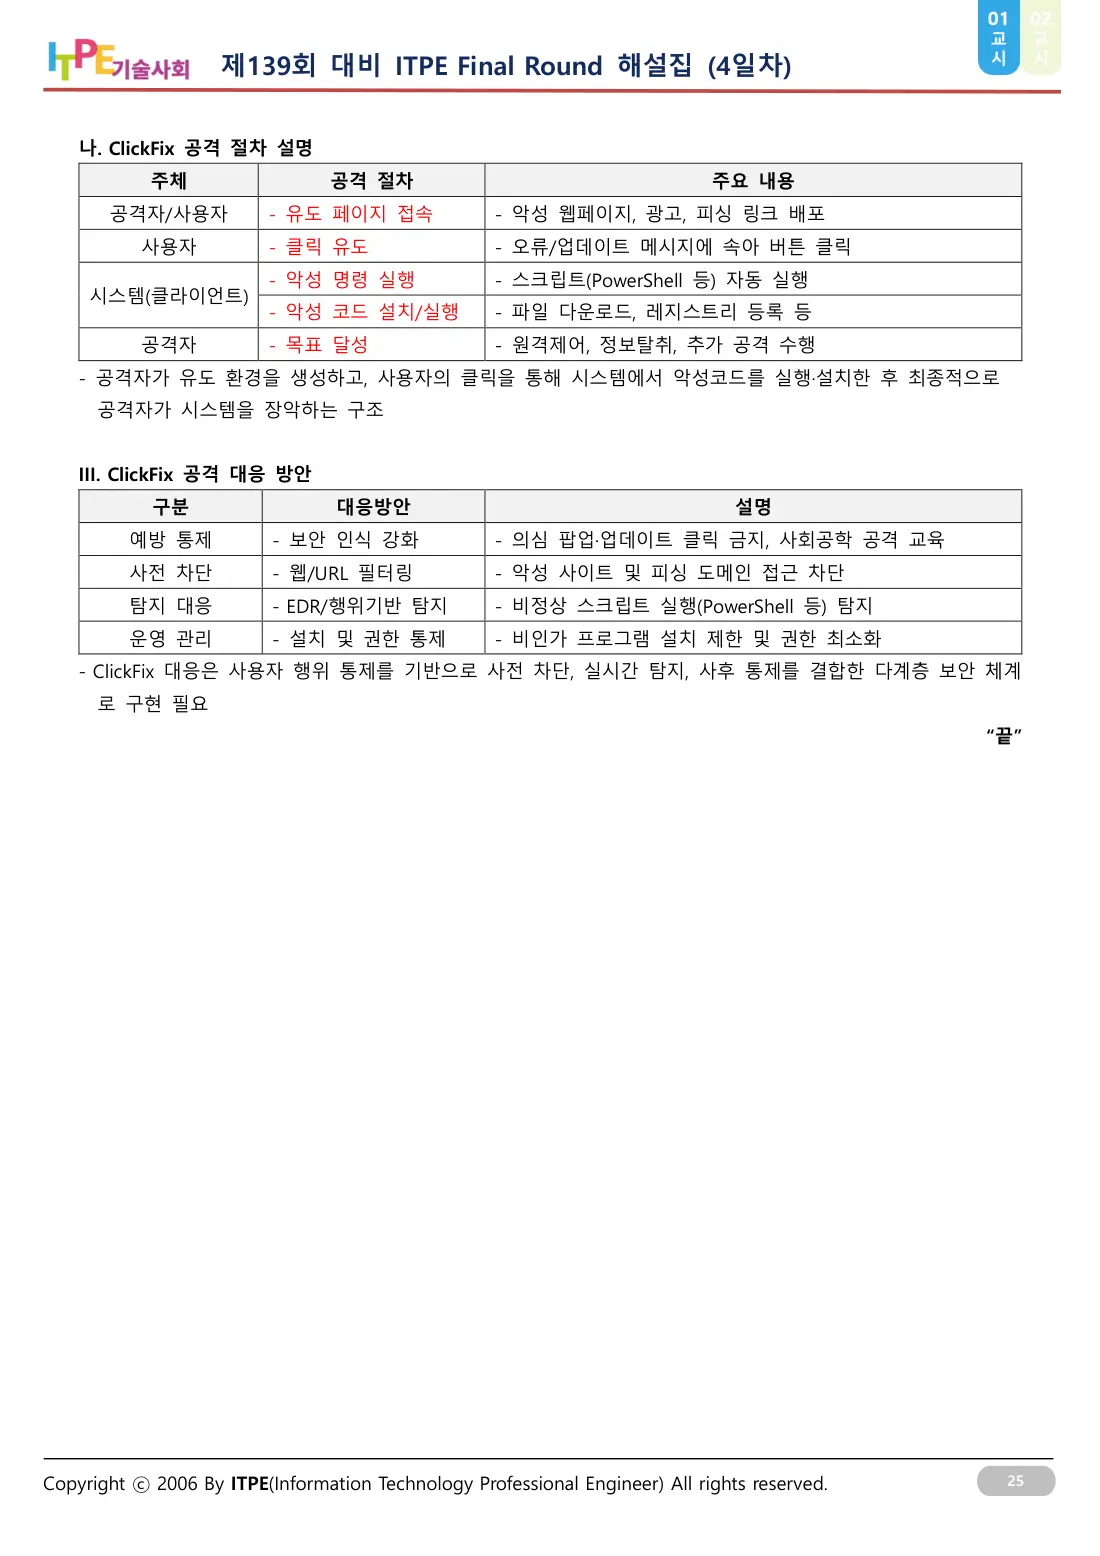 ITPE기술사회 제139회 대비 ITPE Final Round 해설집 (4일차)
01 교시
02 교시
나. ClickFix 공격 절차 설명
주체 공격 절차 주요 내용
공격자/사용자 - 유도 페이지 접속 - 악성 웹페이지, 광고, 피싱 링크 배포
사용자 - 클릭 유도 - 오류/업데이트 메시지에 속아 버튼 클릭
시스템(클라이언트) - 악성 명령 실행 - 스크립트(PowerShell 등) 자동 실행
- 악성 코드 설치/실행 - 파일 다운로드, 레지스트리 등록 등
공격자 - 목표 달성 - 원격제어, 정보탈취, 추가 공격 수행
- 공격자가 유도 환경을 생성하고, 사용자의 클릭을 통해 시스템에서 악성코드를 실행·설치한 후 최종적으로
공격자가 시스템을 장악하는 구조
III. ClickFix 공격 대응 방안
구분 대응방안 설명
예방 통제 - 보안 인식 강화 - 의심 팝업·업데이트 클릭 금지, 사회공학 공격 교육
사전 차단 - 웹/URL 필터링 - 악성 사이트 및 피싱 도메인 접근 차단
탐지 대응 - EDR/행위기반 탐지 - 비정상 스크립트 실행(PowerShell 등) 탐지
운영 관리 - 설치 및 권한 통제 - 비인가 프로그램 설치 제한 및 권한 최소화
- ClickFix 대응은 사용자 행위 통제를 기반으로 사전 차단, 실시간 탐지, 사후 통제를 결합한 다계층 보안 체계
로 구현 필요
“끝”
Copyright ⓒ 2006 By ITPE(Information Technology Professional Engineer) All rights reserved.
25